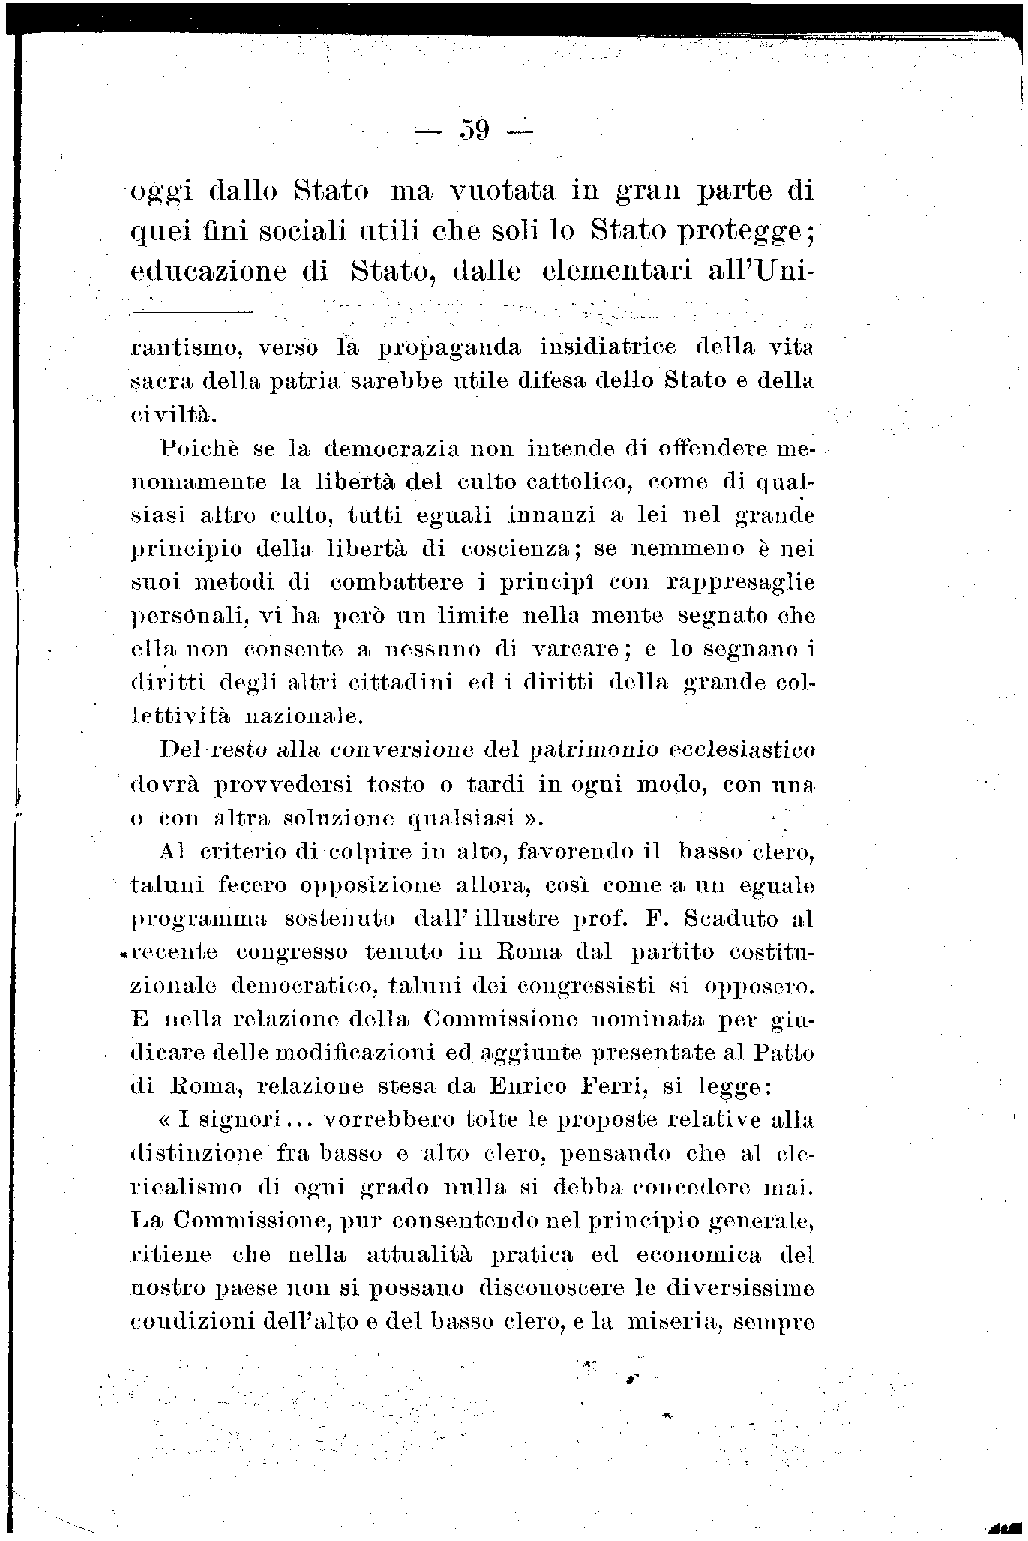 — 59 —
oggi dallo Stato ma vuotata in gran parte di
quei fini sociali utili che soli lo Stato protegge;
educazione di Stato, dalle elementari all'Uni-
rantismo, verso la propaganda insidiatrice della vita
sacra della patria sarebbe utile difesa dello Stato e della
civiltà.
Poichè se la democrazia non intende di offendere me-
nomamente la libertà del culto cattolico, come di qual-
siasi altro culto, tutti eguali innanzi a lei nel grande
principio della libertà di coscienza; se nemmeno è nei
suoi metodi di combattere i principî con rappresaglie
personali, vi ha però un limite nella mente segnato che
ella non consente a nessuno di varcare; e lo segnano i
diritti degli altri cittadini ed i diritti della grande col-
lettività nazionale.
Del resto alla conversione del patrimonio ecclesiastico
dovrà provvedersi tosto o tardi in ogni modo, con una
o con altra soluzione qualsiasi ».
Al criterio di colpire in alto, favorendo il basso clero,
taluni fecero opposizione allora, così come a un eguale
programma sostenuto dall' illustre prof. F. Scaduto al
recente congresso tenuto in Roma dal partito costitu-
zionale democratico, taluni dei congressisti si opposero.
E nella relazione della Commissione nominata per giu-
dicare delle modificazioni ed aggiunte presentate al Patto
di Roma, relazione stesa da Enrico Ferri, si legge:
« I signori... vorrebbero tolte le proposte relative alla
distinzione fra basso e alto clero, pensando che al cle-
ricalismo di ogni grado nulla si debba concedere mai.
La Commissione, pur consentendo nel principio generale,
ritiene che nella attualità pratica ed economica del
nostro paese non si possano disconoscere le diversissime
condizioni dell'alto e del basso clero, e la miseria, sempre